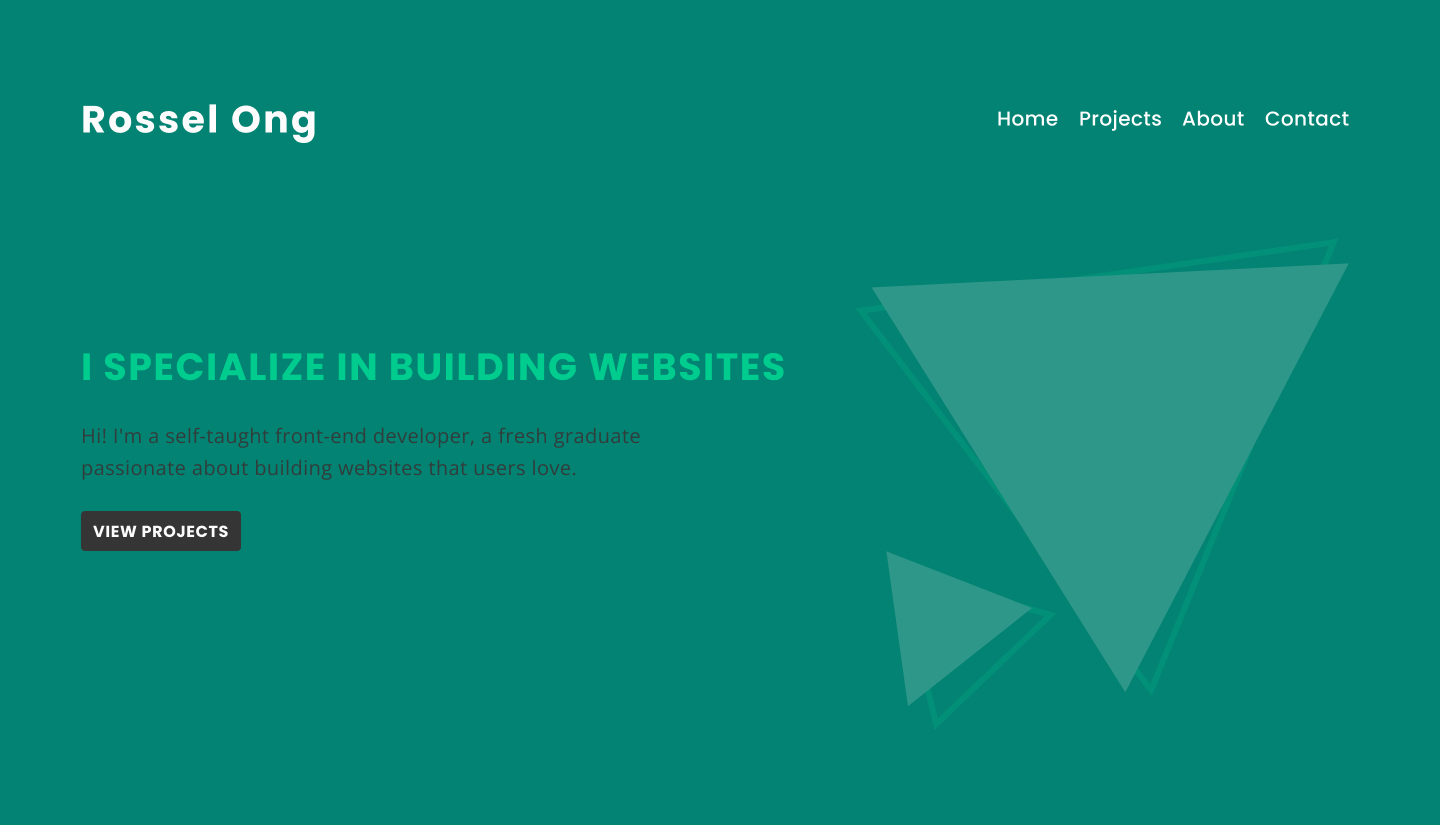 Rossel Ong
Home Projects About Contact
I SPECIALIZE IN BUILDING WEBSITES
Hi! I'm a self-taught front-end developer, a fresh graduate
passionate about building websites that users love.
VIEW PROJECTS